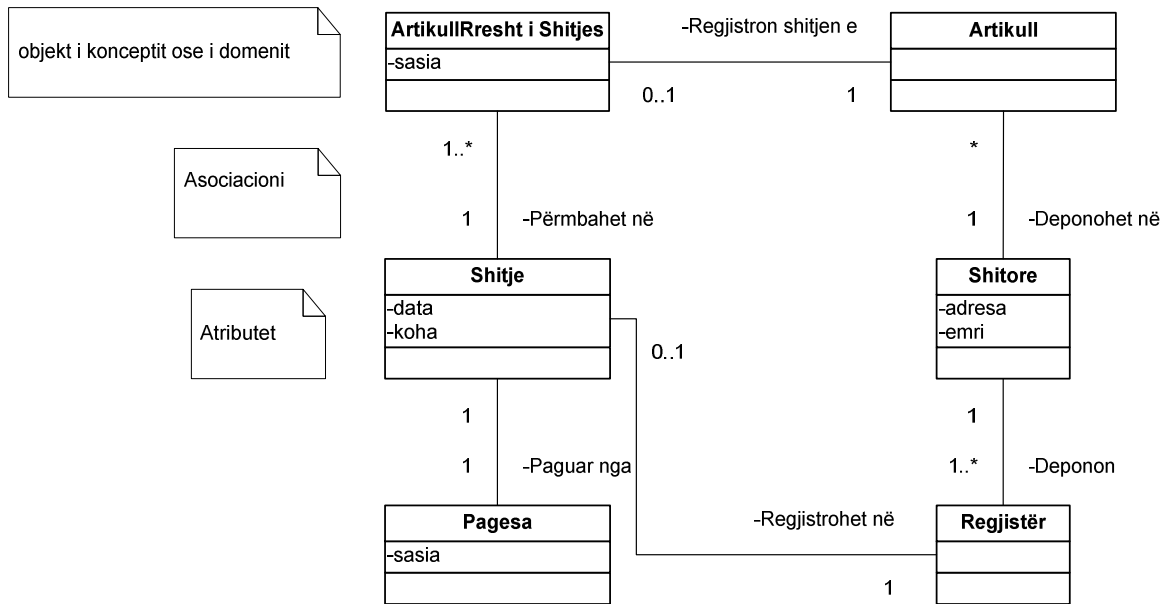 objekt i konceptit ose i domenit
ArtikullRresht i Shitjes
-sasia
-Regjistron shitjen e
Artikull
0..1
1
1..*
*
Asociacioni
1
-Përmbahet në
1
-Deponohet në
Shitje
-data
-koha
Shitore
-adresa
-emri
Atributet
0..1
1
1
1
-Paguar nga
1..*
-Deponon
Pagesa
-sasia
-Regjistrohet në
Regjistër
1